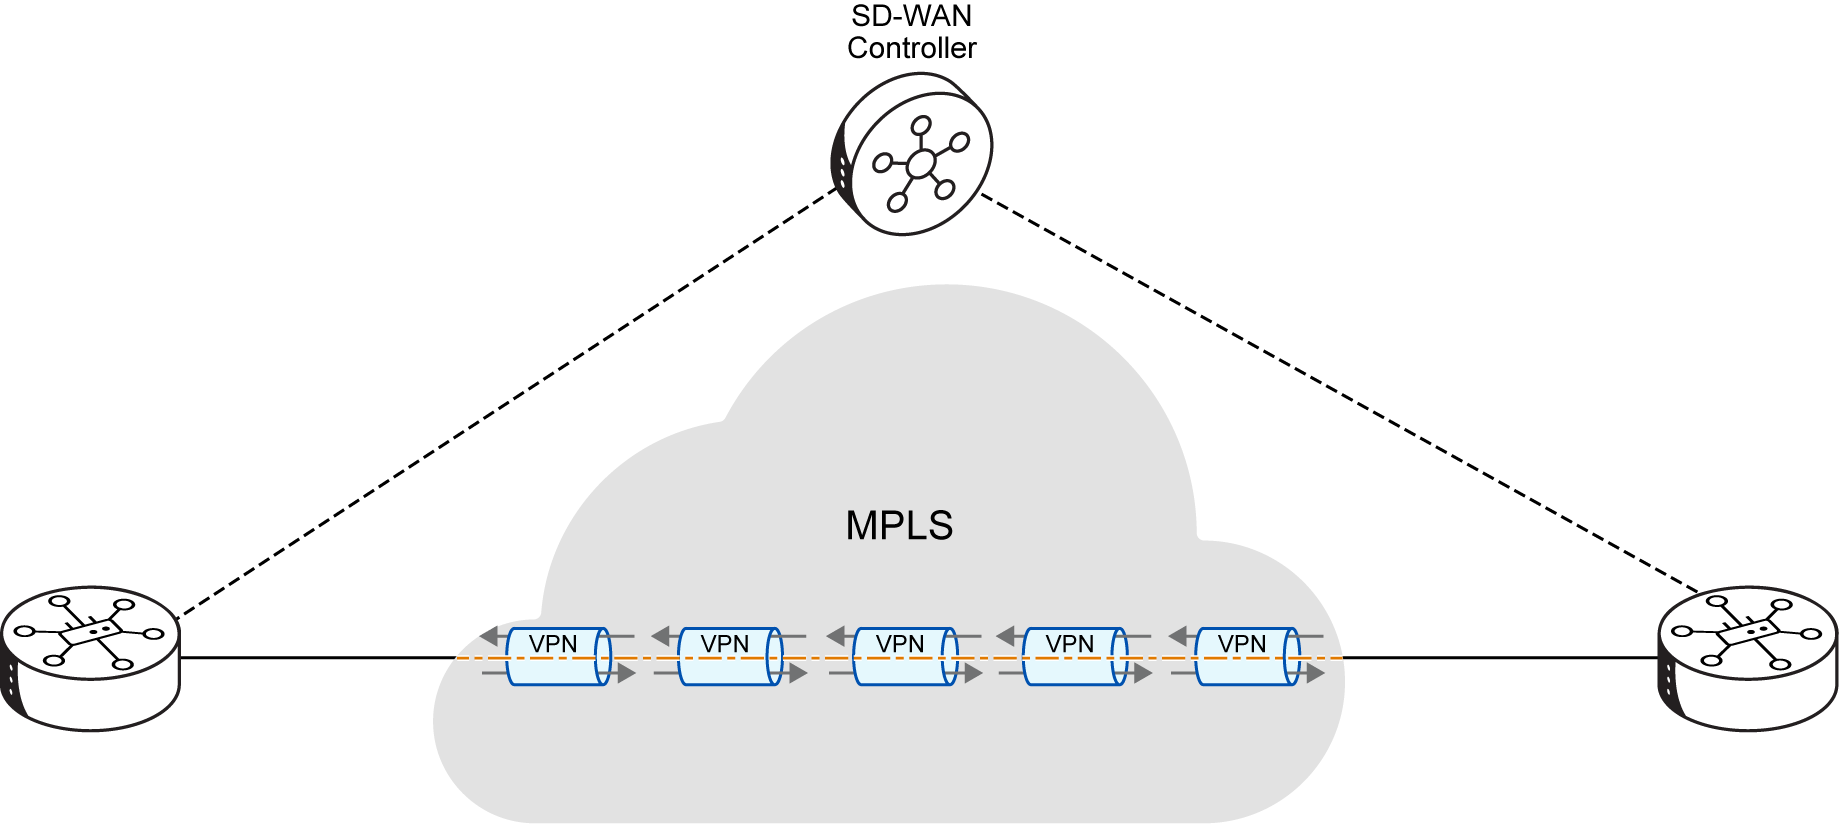 SD-WAN
Controller
MPLS
VPN
VPN
VPN
VPN
VPN